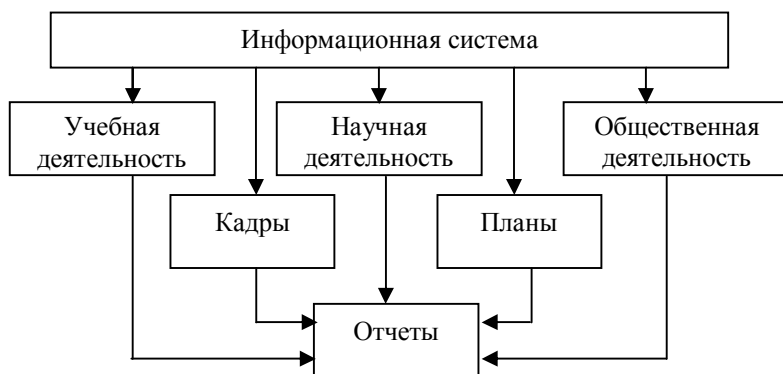 Информационная система
Учебная
деятельность
Научная
деятельность
Общественная
деятельность
Кадры
Планы
Отчеты